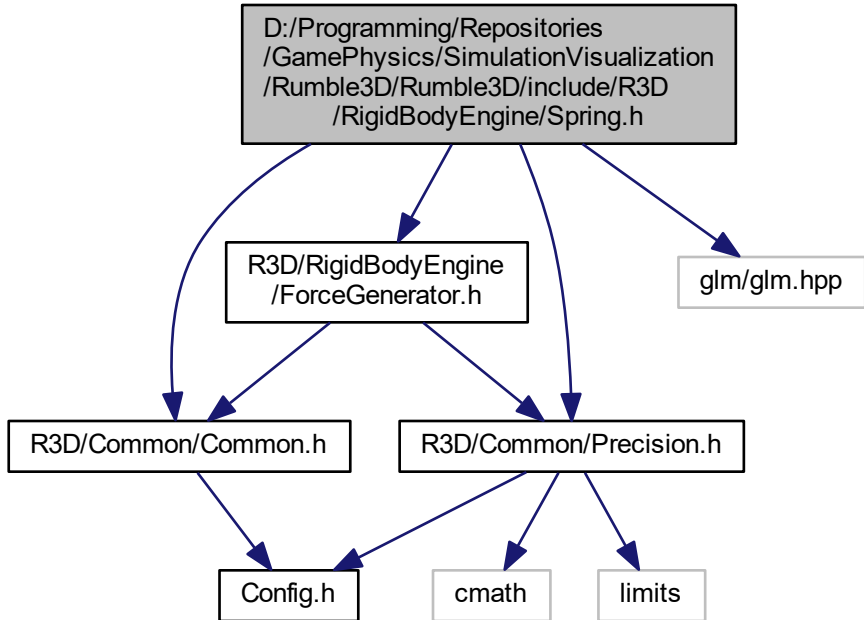 D:/Programming/Repositories
/GamePhysics/SimulationVisualization
/Rumble3D/Rumble3D/include/R3D
/RigidBodyEngine/Spring.h
R3D/RigidBodyEngine
/ForceGenerator.h
glm/glm.hpp
R3D/Common/Common.h
R3D/Common/Precision.h
Config.h
cmath
limits